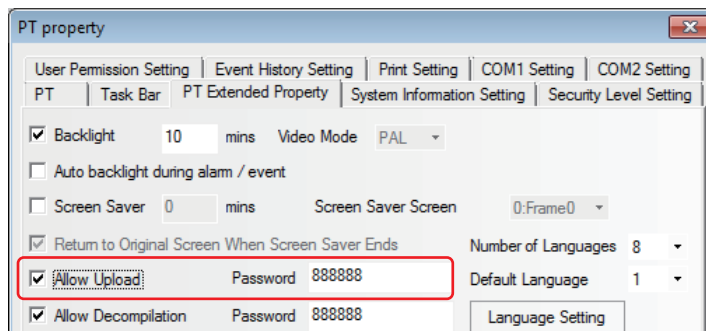 PT property
User Permission Setting Event History Setting Print Setting COM1 Setting COM2 Setting
PT Task Bar PT Extended Property System Information Setting Security Level Setting
Backlight 10 mins Video Mode PAL
Auto backlight during alarm / event
Screen Saver 0 mins Screen Saver Screen 0:Frame0
Return to Original Screen When Screen Saver Ends Number of Languages 8
Allow Upload Password 888888 Default Language 1
Allow Decompilation Password 888888 Language Setting